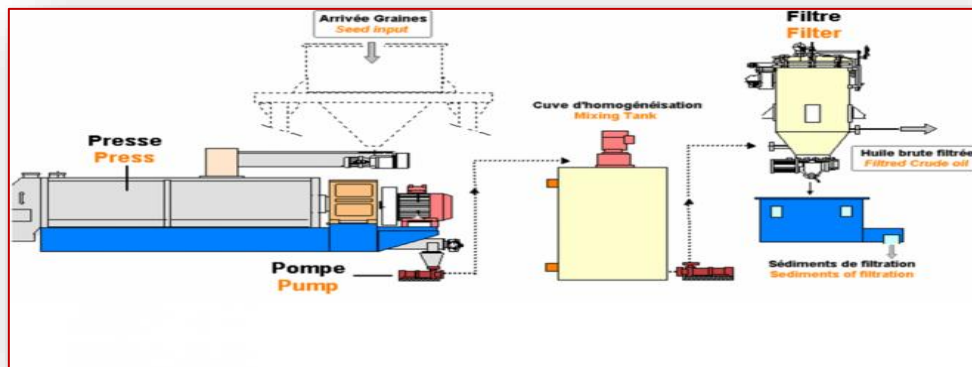 Arrivée Graines
Seed input
Filtre
Filter
Cuve d'homogénéisation
Mixing Tank
Presse
Press
Huile brute filtrée
Filtred Crude oil
Pompe
Pump
Sédiments de filtration
Sediments of filtration